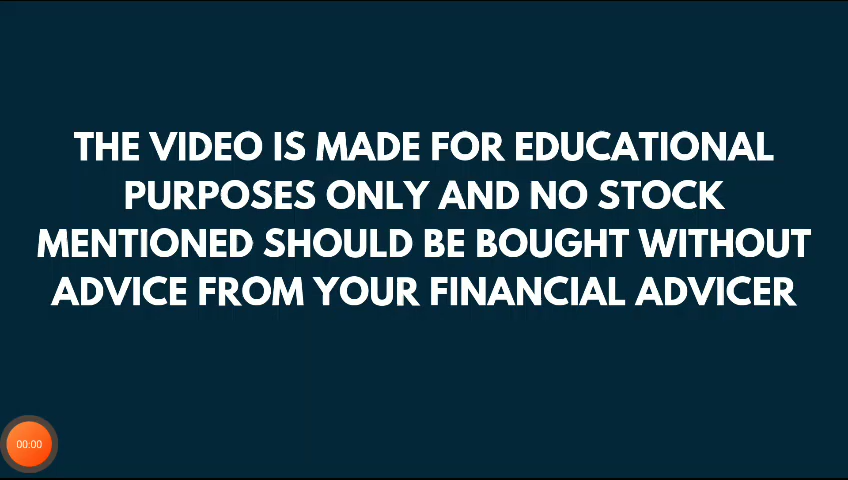 THE VIDEO IS MADE FOR EDUCATIONAL
PURPOSES ONLY AND NO STOCK
MENTIONED SHOULD BE BOUGHT WITHOUT
ADVICE FROM YOUR FINANCIAL ADVICER
00:00